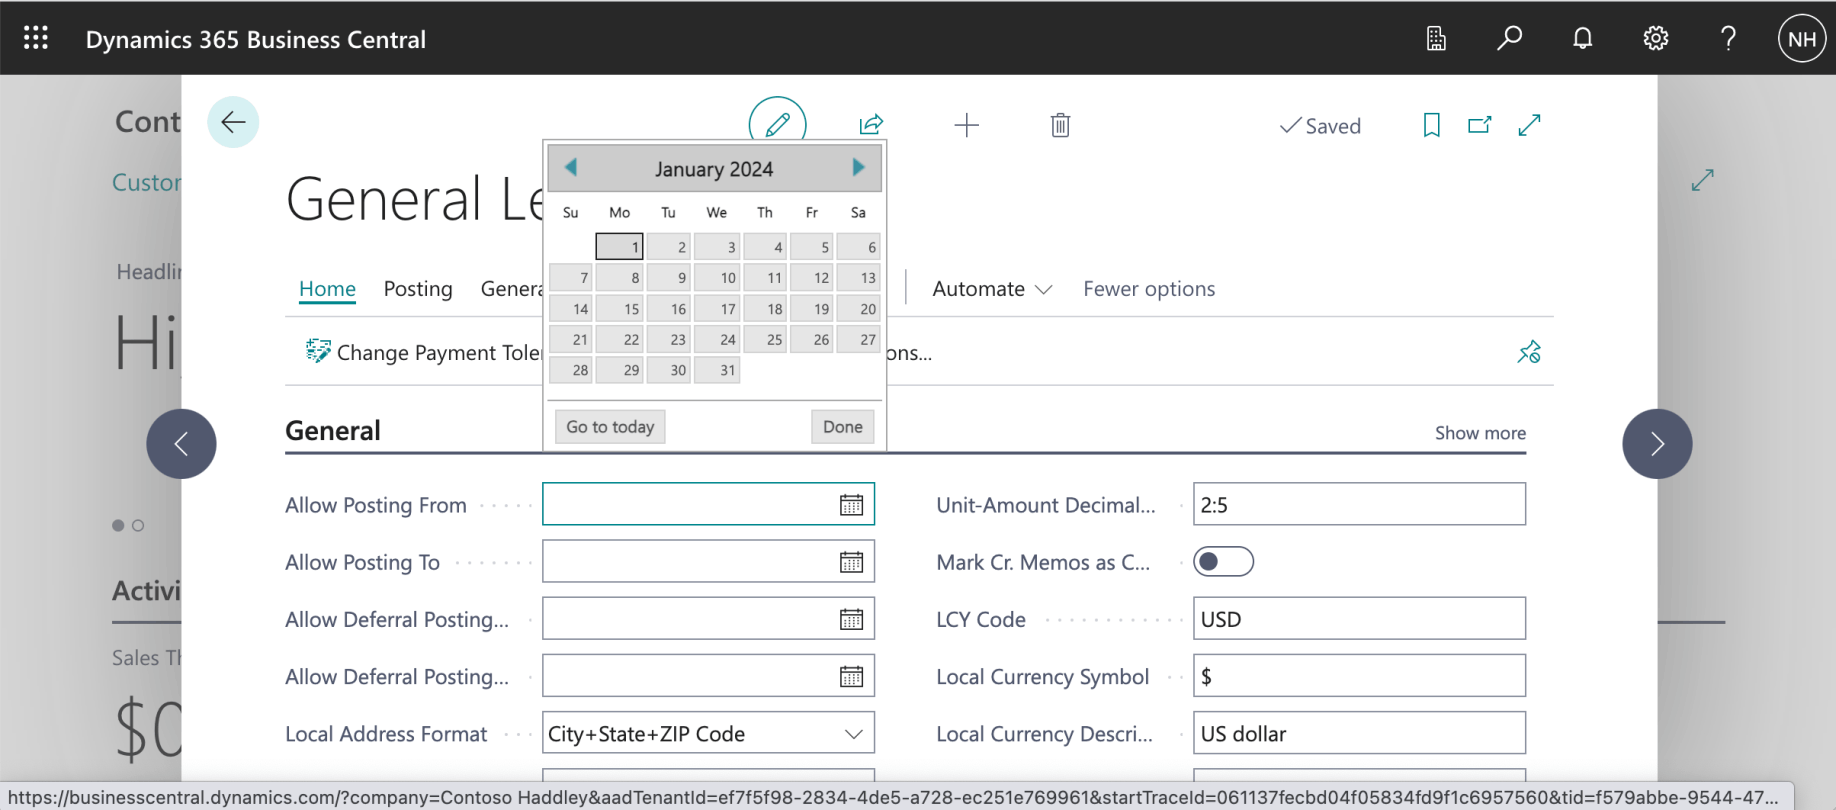 Dynamics 365 Business Central
NH
Cont
Custor
Saved
General Le
Headlin
Hi,
Home
Posting
Genera
Automate
Fewer options
Change Payment Toler
ons...
January 2024
Su Mo Tu We Th Fr Sa
1 2 3 4 5 6
7 8 9 10 11 12 13
14 15 16 17 18 19 20
21 22 23 24 25 26 27
28 29 30 31
Go to today
Done
General
Show more
Allow Posting From
Allow Posting To
Allow Deferral Posting...
Allow Deferral Posting...
Local Address Format
City+State+ZIP Code
Unit-Amount Decimal...
2:5
Mark Cr. Memos as C...
LCY Code
USD
Local Currency Symbol
$
Local Currency Descri...
US dollar
Activi
Sales Th
$0
https://businesscentral.dynamics.com/?company=Contoso Haddley&aadTenantId=ef7f5f98-2834-4de5-a728-ec251e769961&startTraceId=061137fecbd04f05834fd9f1c6957560&tid=f579abbe-9544-47...